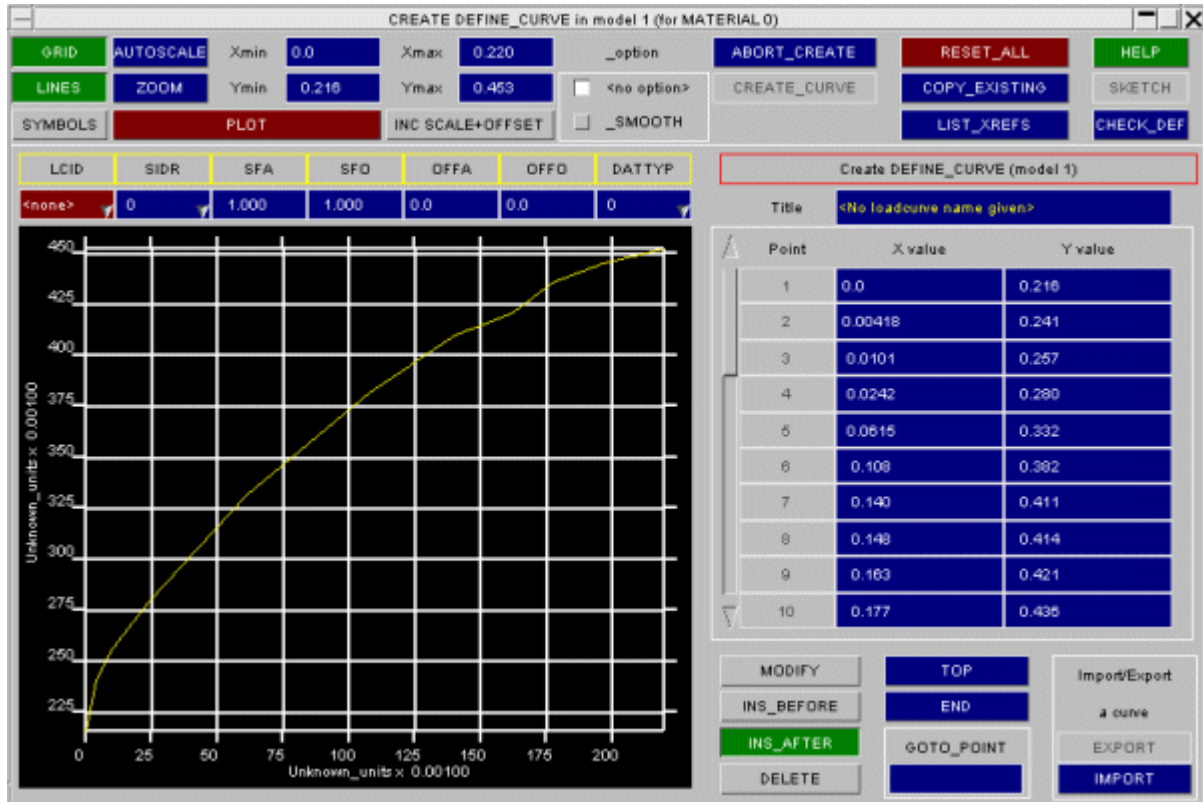 CREATE DEFINE_CURVE in model 1 (for MATERIAL 0)
GRID AUTOSCALE Xmin 0.0 Xmax 0.220 _option ABORT_CREATE RESET_ALL HELP
LINES ZOOM Ymin 0.216 Ymax 0.453 <no option> CREATE_CURVE COPY_EXISTING SKETCH
SYMBOLS PLOT INC SCALE+OFFSET _SMOOTH LIST_XREFS CHECK_DEF
LCID SIDR SFA SFO OFFA OFFO DATTYP
<none> 0 1.000 1.000 0.0 0.0 0
450
425
400
375
350
325
300
275
250
225
Unknown_units x 0.00100
0 25 50 75 100 125 150 175 200
Unknown_units x 0.00100
Create DEFINE_CURVE (model 1)
Title <No loadcurve name given>
Point X value Y value
1 0.0 0.216
2 0.00418 0.241
3 0.0101 0.257
4 0.0242 0.280
5 0.0615 0.332
6 0.108 0.382
7 0.140 0.411
8 0.148 0.414
9 0.163 0.421
10 0.177 0.435
MODIFY TOP Import/Export
INS_BEFORE END a curve
INS_AFTER GOTO_POINT EXPORT
DELETE IMPORT